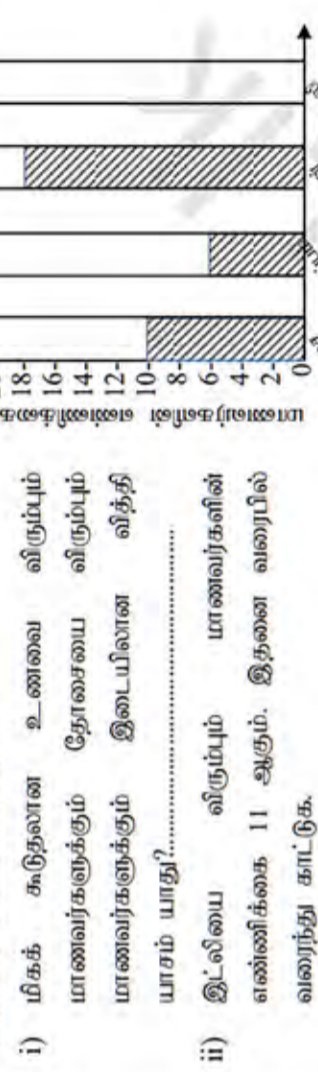 i) மிகக் கூடுதலான உணவை விரும்பும்
மாணவர்களுக்கும் தோசையை விரும்பும்
மாணவர்களுக்கும் இடையிலான வித்தி
யாசம் யாது?..............................
ii) இட்லியை விரும்பும் மாணவர்களின்
எண்ணிக்கை 11 ஆகும். இதனை வரைபில்
வரைந்து காட்டுக.
மாணவர்களின் எண்ணிக்கை
18
16
14
12
10
8
6
4
2
0